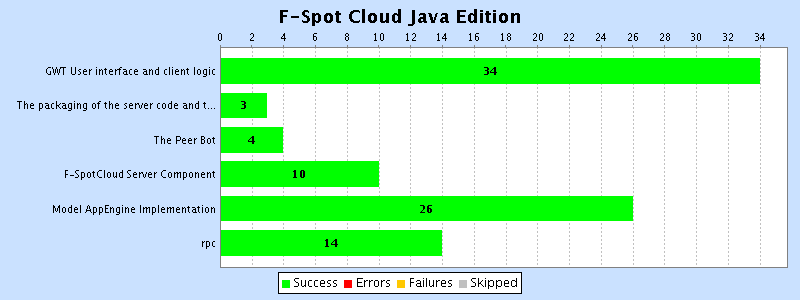 F-Spot Cloud Java Edition
0 2 4 6 8 10 12 14 16 18 20 22 24 26 28 30 32 34
GWT User interface and client logic 34
The packaging of the server code and t... 3
The Peer Bot 4
F-SpotCloud Server Component 10
Model AppEngine Implementation 26
rpc 14
Success Errors Failures Skipped